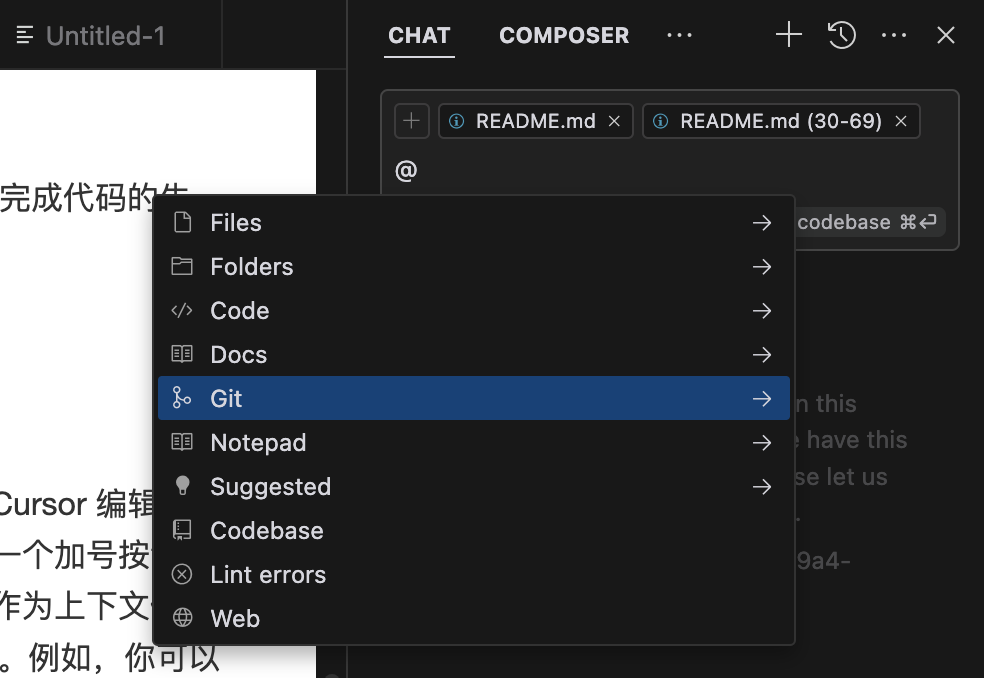 Untitled-1
CHAT COMPOSER
README.md
README.md (30-69)
@
codebase ⌘⏎
完成代码的
Files
Folders
Code
Docs
Git
Notepad
Suggested
Codebase
Lint errors
Web
this
have this
let us
9a4-
Cursor 编辑
一个加号按
作为上下文
。例如，你可以